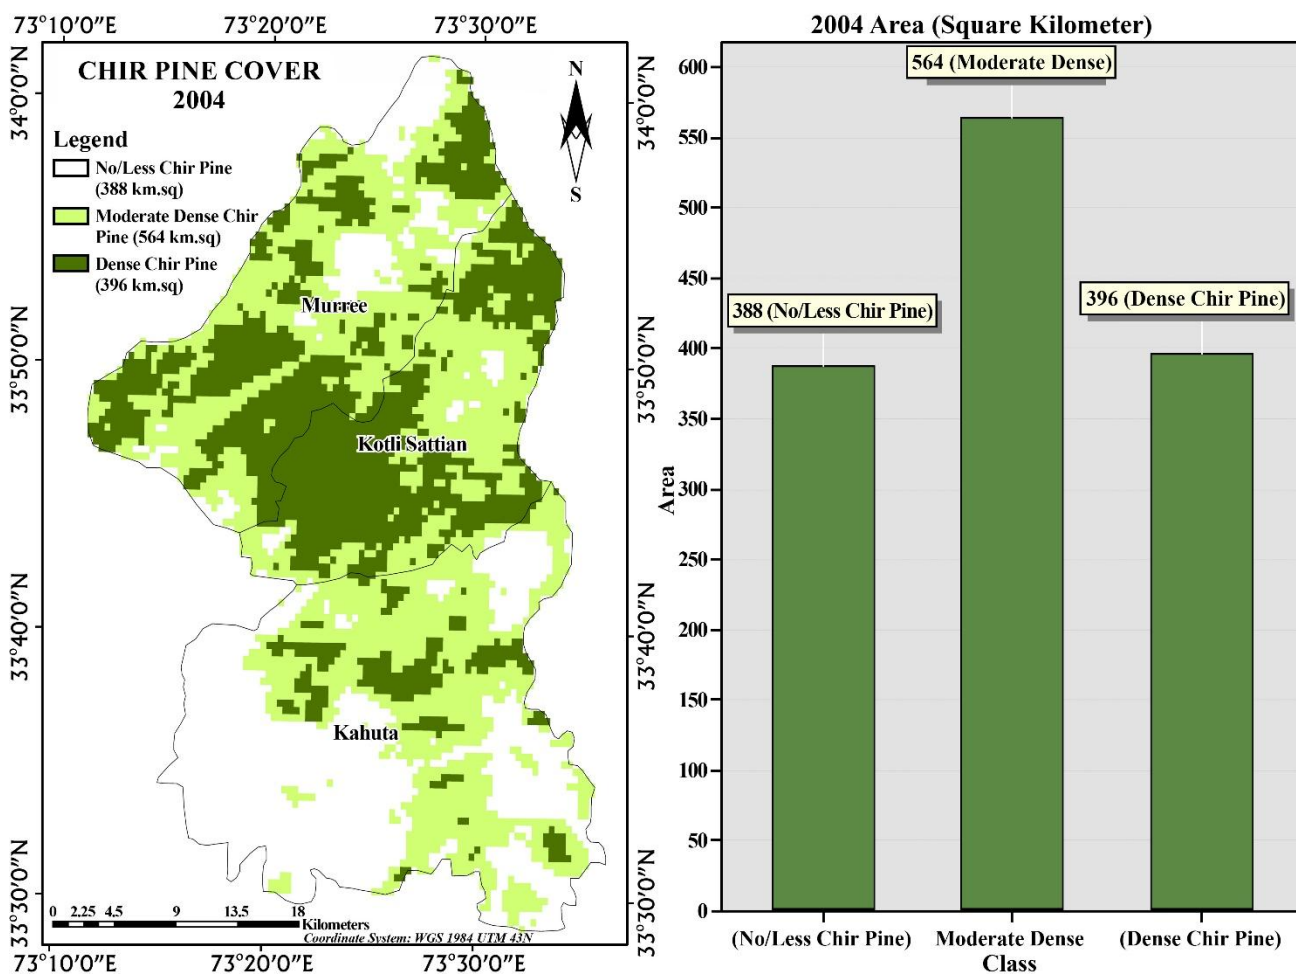 73°10'0"E 73°20'0"E 73°30'0"E
CHIR PINE COVER
2004
N
S
Legend
No/Less Chir Pine
(388 km.sq)
Moderate Dense Chir
Pine (564 km.sq)
Dense Chir Pine
(396 km.sq)
Murree
Kotli Sattian
Kahuta
34°0'0"N
33°50'0"N
33°40'0"N
33°30'0"N
34°0'0"N
33°50'0"N
33°40'0"N
33°30'0"N
0 2.25 4.5 9 13.5 18
Kilometers
Coordinate System: WGS 1984 UTM 43N
73°10'0"E 73°20'0"E 73°30'0"E
2004 Area (Square Kilometer)
564 (Moderate Dense)
388 (No/Less Chir Pine)
396 (Dense Chir Pine)
600
550
500
450
400
350
300
250
200
150
100
50
0
Area
(No/Less Chir Pine) Moderate Dense (Dense Chir Pine)
Class